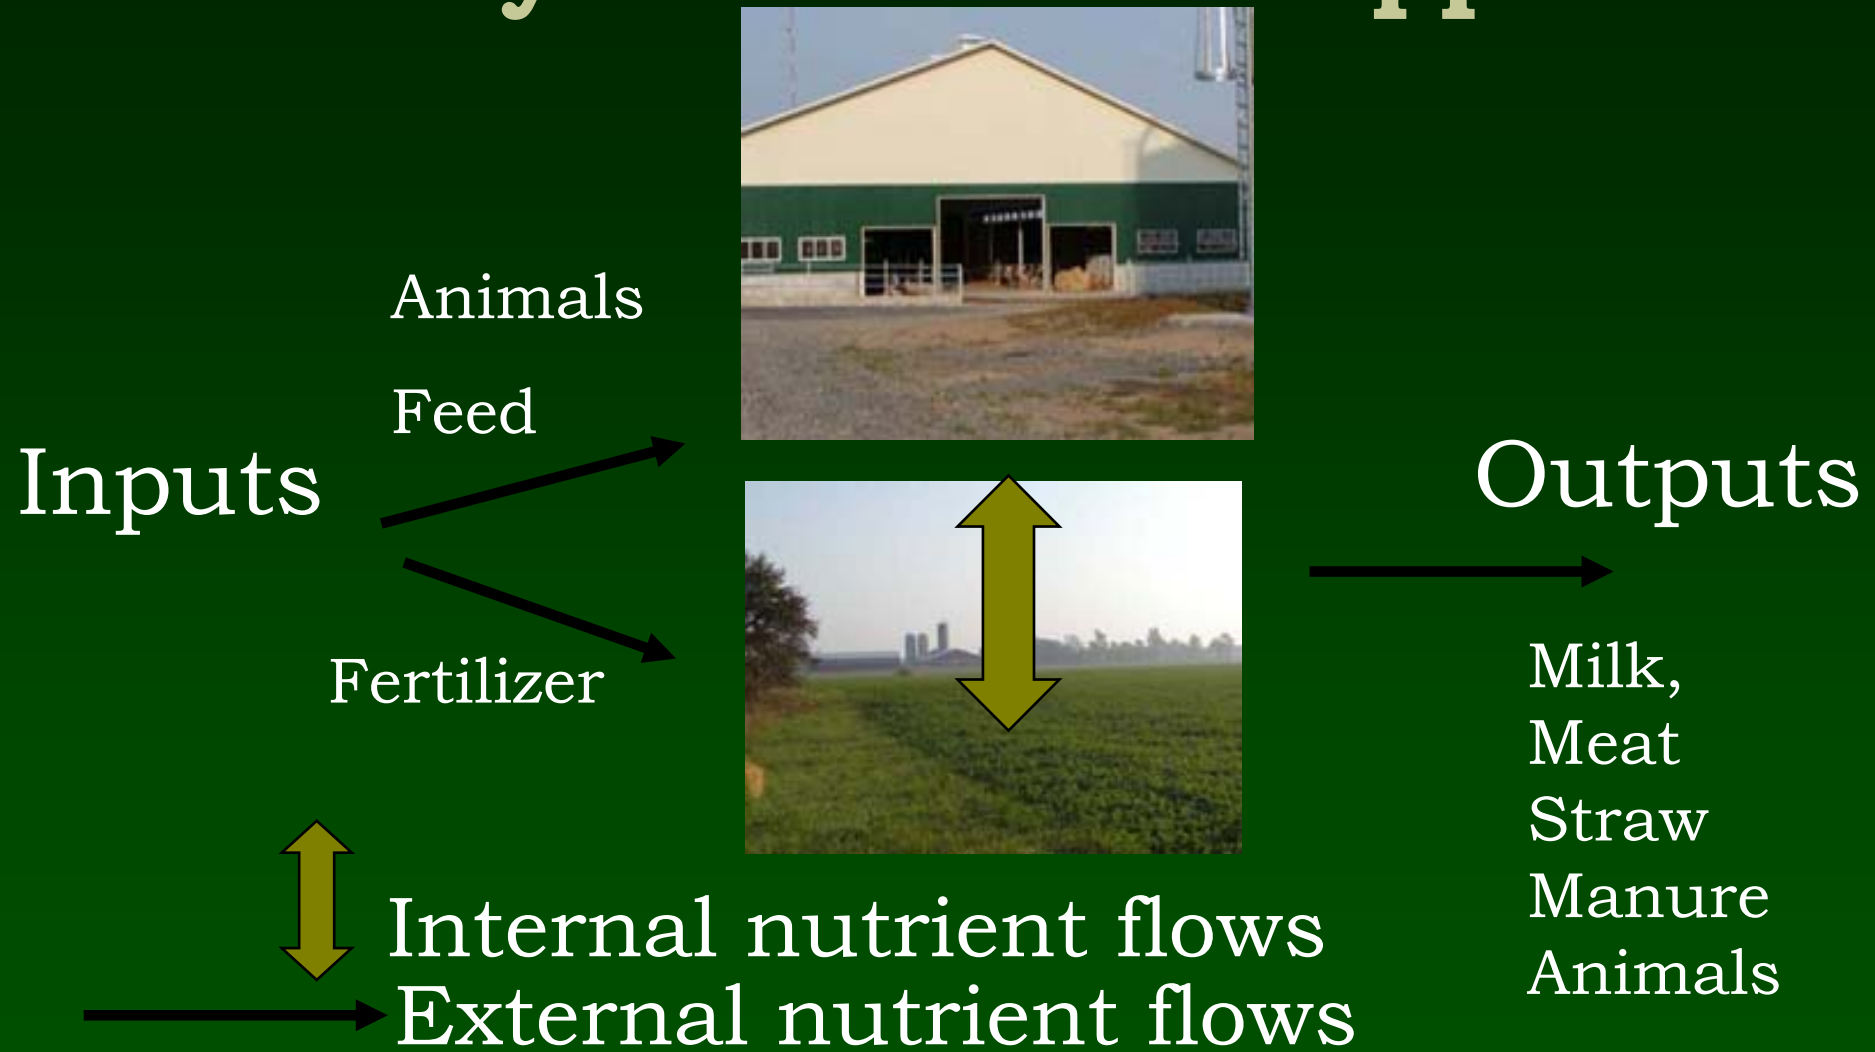 Animals
Feed
Inputs
Fertilizer
Outputs
Milk,
Meat
Straw
Manure
Animals
Internal nutrient flows
External nutrient flows